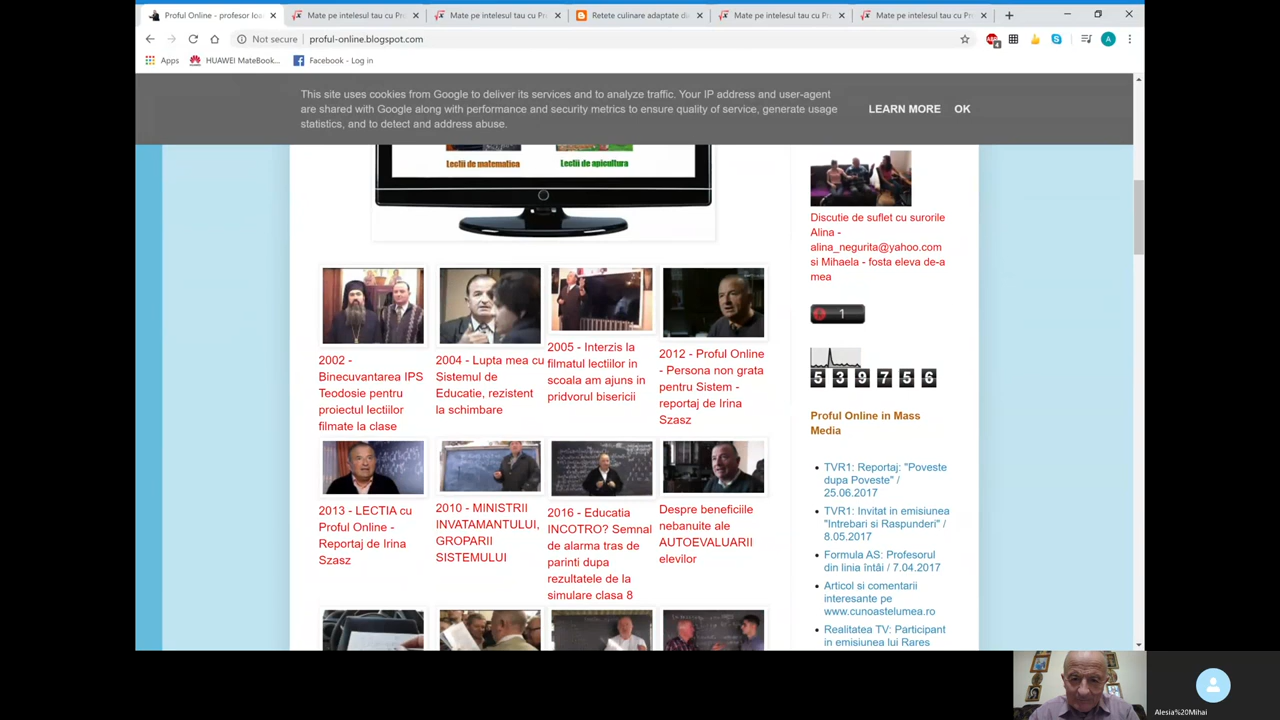 Proful Online - profesor Ioa
Mate pe intelesul tau cu Pr
Mate pe intelesul tau cu Pr
Retete culinare adaptate di
Mate pe intelesul tau cu Pr
Mate pe intelesul tau cu Pr
Not secure
proful-online.blogspot.com
4
A
Apps
HUAWEI MateBook...
Facebook - Log in
This site uses cookies from Google to deliver its services and to analyze traffic. Your IP address and user-agent
are shared with Google along with performance and security metrics to ensure quality of service, generate usage
statistics, and to detect and address abuse.
LEARN MORE OK
Lectii de matematica
Lectii de apicultura
2002 -
Binecuvantarea IPS
Teodosie pentru
proiectul lectiilor
filmate la clase
2004 - Lupta mea cu
Sistemul de
Educatie, rezistent
la schimbare
2005 - Interzis la
filmatul lectiilor in
scoala am ajuns in
pridvorul bisericii
2012 - Proful Online
- Persona non grata
pentru Sistem -
reportaj de Irina
Szasz
2013 - LECTIA cu
Proful Online -
Reportaj de Irina
Szasz
2010 - MINISTRII
INVATAMANTULUI,
GROPARII
SISTEMULUI
2016 - Educatia
INCOTRO? Semnal
de alarma tras de
parinti dupa
rezultatele de la
simulare clasa 8
Despre beneficiile
nebanuite ale
AUTOEVALUARII
elevilor
Discutie de suflet cu surorile
Alina -
alina_negurita@yahoo.com
si Mihaela - fosta eleva de-a
mea
1
539756
Proful Online in Mass
Media
TVR1: Reportaj: "Poveste
dupa Poveste" /
25.06.2017
TVR1: Invitat in emisiunea
"Intrebari si Raspunderi" /
8.05.2017
Formula AS: Profesorul
din linia întâi / 7.04.2017
Articol si comentarii
interesante pe
www.cunoastelumea.ro
Realitatea TV: Participant
in emisiunea lui Rares
Alesia%20Mihai